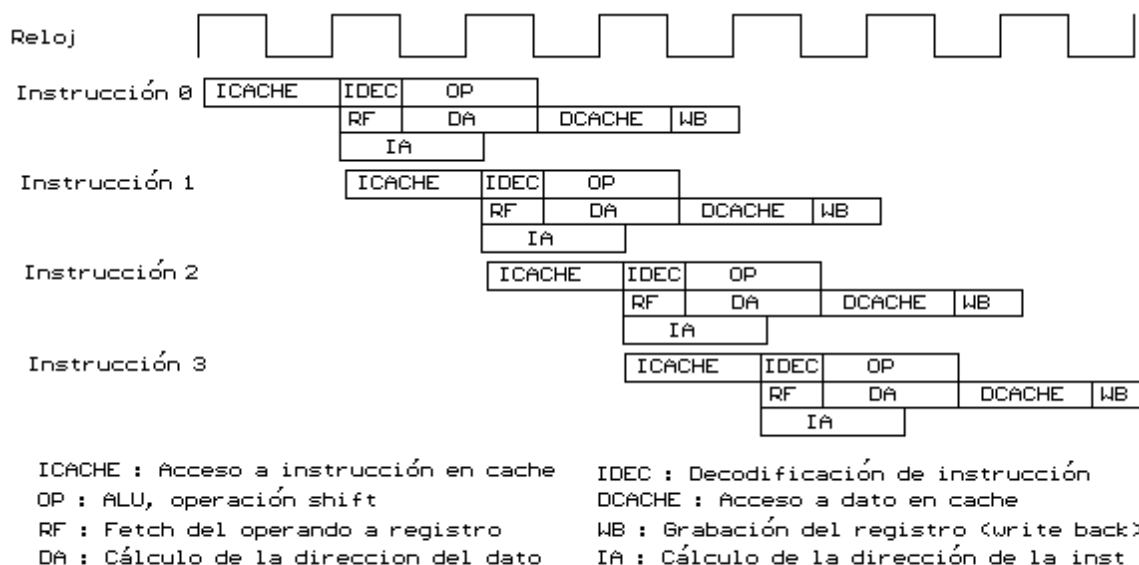 Reloj
Instrucción 0 ICACHE IDEC OP
RF DA DCACHE WB
IA
Instrucción 1 ICACHE IDEC OP
RF DA DCACHE WB
IA
Instrucción 2 ICACHE IDEC OP
RF DA DCACHE WB
IA
Instrucción 3 ICACHE IDEC OP
RF DA DCACHE WB
IA
ICACHE : Acceso a instrucción en cache IDEC : Decodificación de instrucción
OP : ALU, operación shift DCACHE : Acceso a dato en cache
RF : Fetch del operando a registro WB : Grabación del registro (write back)
DA : Cálculo de la direccion del dato IA : Cálculo de la dirección de la inst